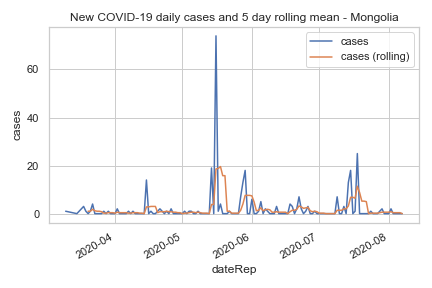 New COVID-19 daily cases and 5 day rolling mean - Mongolia
cases
cases (rolling)
cases
60
40
20
0
2020-04
2020-05
2020-06
2020-07
2020-08
dateRep